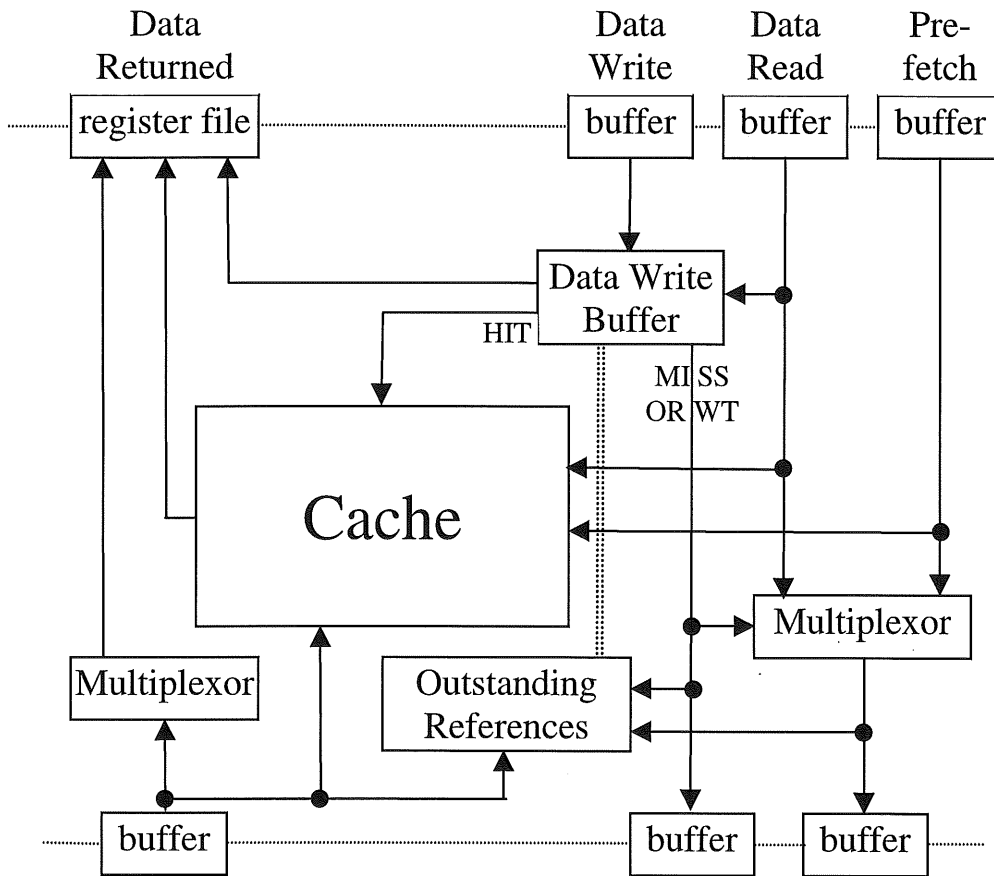 Data
Returned
Data
Write
Data
Read
Pre-
fetch
register file
buffer
buffer
buffer
Data Write
Buffer
HIT
MISS
OR WT
Cache
Multiplexor
Multiplexor
Outstanding
References
buffer
buffer
buffer